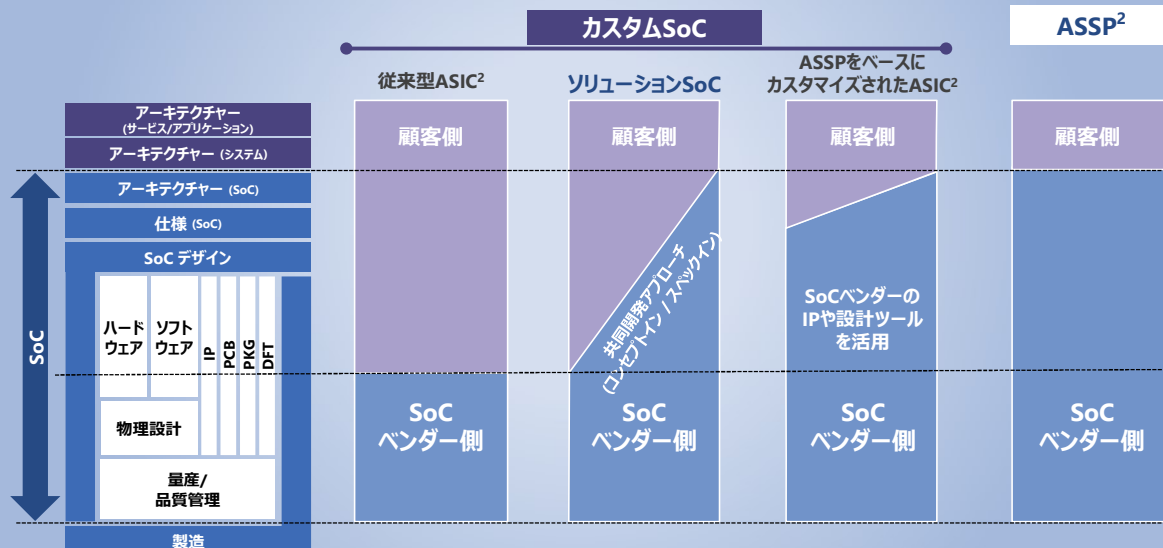 カスタムSoC
ASSP²
従来型ASIC²
ソリューションSoC
ASSPをベースに
カスタマイズされたASIC²
アーキテクチャー
(サービス/アプリケーション)
アーキテクチャー (システム)
アーキテクチャー (SoC)
仕様 (SoC)
SoC デザイン
ハード
ウェア
ソフト
ウェア
IP
PCB
PKG
DFT
物理設計
量産/
品質管理
製造
SoC
顧客側
SoC
ベンダー側
顧客側
共同開発アプローチ
(コンセプトイン / スペックイン)
SoC
ベンダー側
顧客側
SoCベンダーの
IPや設計ツール
を活用
SoC
ベンダー側
顧客側
SoC
ベンダー側